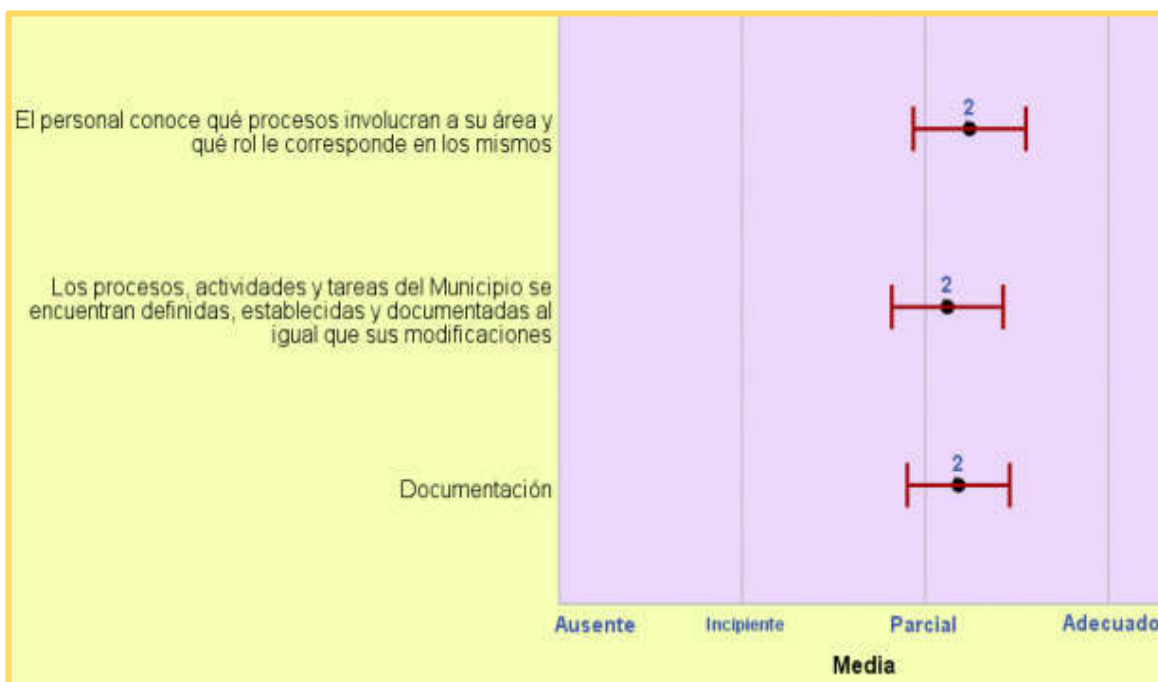 2
El personal conoce qué procesos involucran a su área y
qué rol le corresponde en los mismos
2
Los procesos, actividades y tareas del Municipio se
encuentran definidas, establecidas y documentadas al
igual que sus modificaciones
2
Documentación
Ausente Incipiente Parcial Adecuado
Media